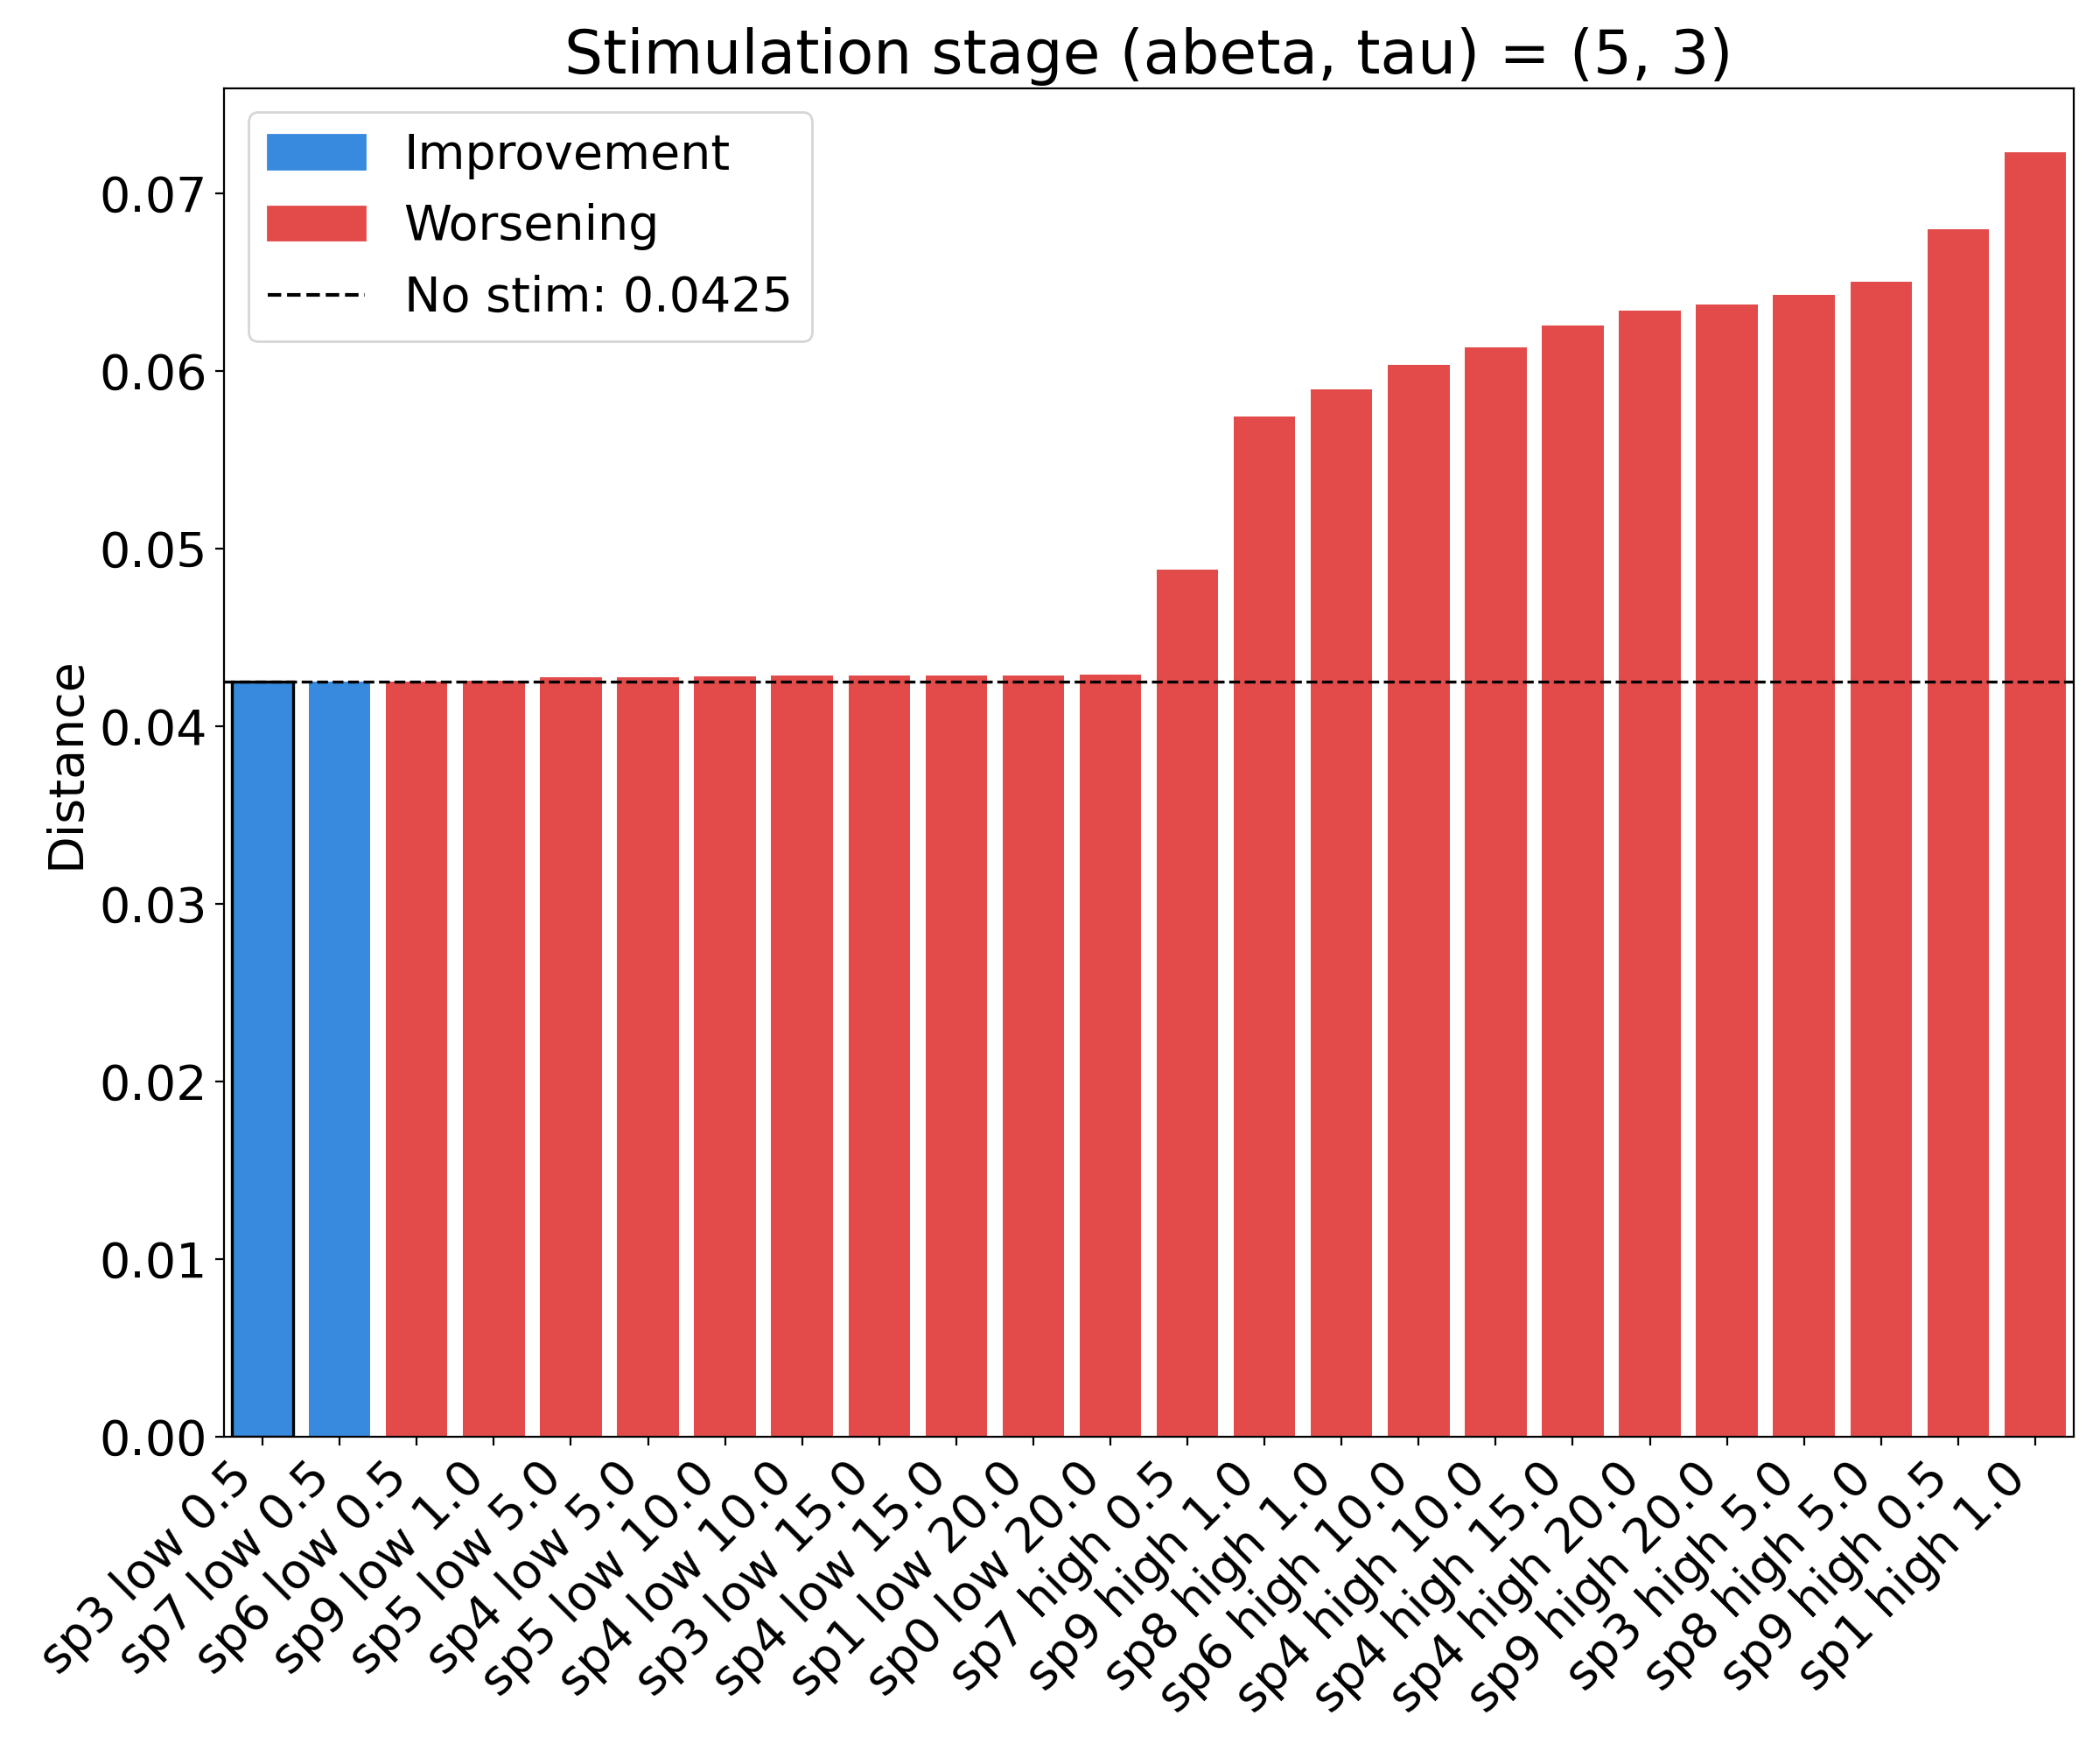 Stimulation stage (abeta, tau) = (5, 3)
Improvement
Worsening
No stim: 0.0425
Distance
0.07
0.06
0.05
0.04
0.03
0.02
0.01
0.00
sp3 low 0.5
sp7 low 0.5
sp6 low 0.5
sp9 low 1.0
sp5 low 5.0
sp4 low 5.0
sp5 low 10.0
sp4 low 10.0
sp3 low 15.0
sp4 low 15.0
sp1 low 20.0
sp0 low 20.0
sp7 high 0.5
sp9 high 1.0
sp8 high 1.0
sp6 high 10.0
sp4 high 10.0
sp4 high 15.0
sp4 high 20.0
sp9 high 20.0
sp3 high 5.0
sp8 high 5.0
sp9 high 0.5
sp1 high 1.0